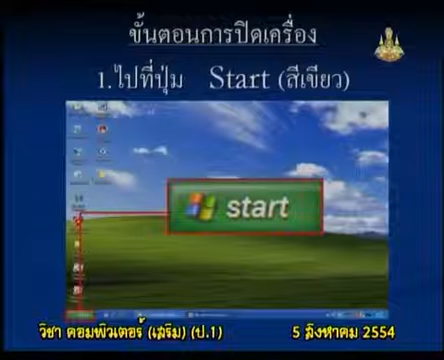 ขั้นตอนการปิดเครื่อง
1.ไปที่ปุ่ม Start (สีเขียว)
start
วิชา คอมพิวเตอร์ (เสริม) (ป.1) 5 สิงหาคม 2554